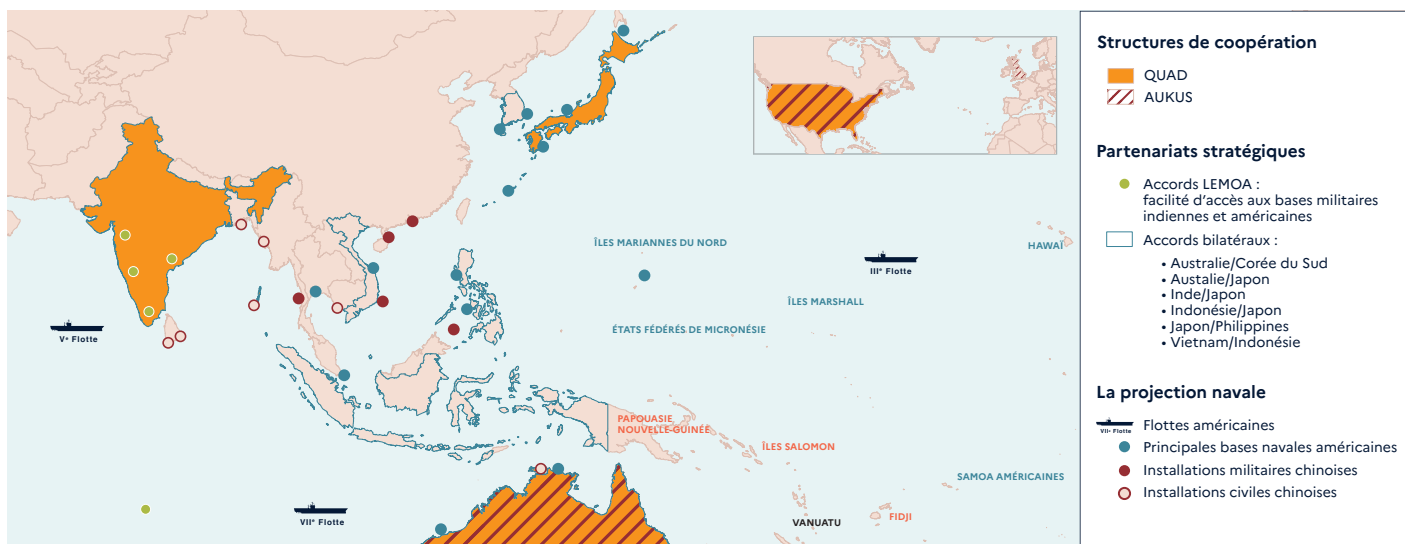 ÎLES MARIANNES DU NORD
HAWAÏ
IIIᵉ Flotte
ÎLES MARSHALL
Vᵉ Flotte
ÉTATS FÉDÉRÉS DE MICRONÉSIE
PAPOUASIE
NOUVELLE-GUINÉE
ÎLES SALOMON
SAMOA AMÉRICAINES
VIIᵉ Flotte
VANUATU
FIDJI
Structures de coopération
QUAD
AUKUS
Partenariats stratégiques
Accords LEMOA :
facilité d'accès aux bases militaires
indiennes et américaines
Accords bilatéraux :
• Australie/Corée du Sud
• Austalie/Japon
• Inde/Japon
• Indonésie/Japon
• Japon/Philippines
• Vietnam/Indonésie
La projection navale
VIIᵉ Flotte
Flottes américaines
Principales bases navales américaines
Installations militaires chinoises
Installations civiles chinoises